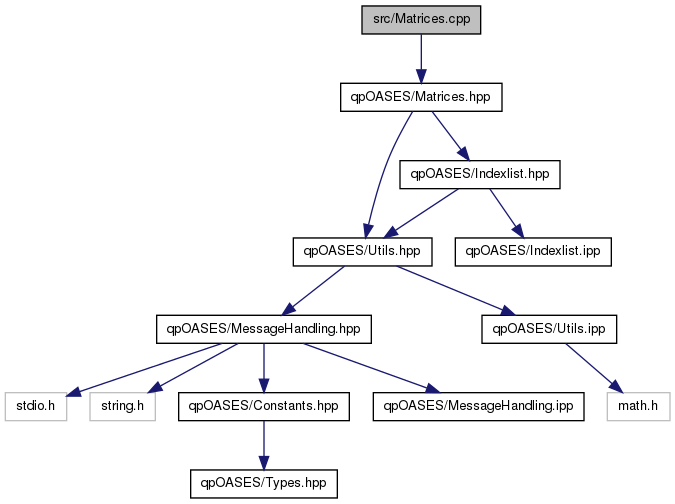 src/Matrices.cpp
qpOASES/Matrices.hpp
qpOASES/Indexlist.hpp
qpOASES/Utils.hpp
qpOASES/Indexlist.ipp
qpOASES/MessageHandling.hpp
qpOASES/Utils.ipp
stdio.h
string.h
qpOASES/Constants.hpp
qpOASES/MessageHandling.ipp
math.h
qpOASES/Types.hpp